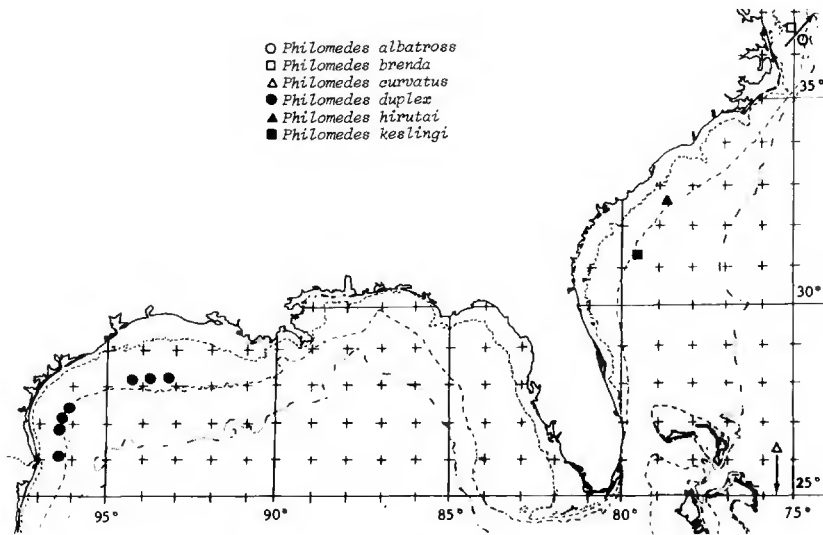 ○ Philomedes albatross
□ Philomedes brenda
△ Philomedes curvatus
● Philomedes duplex
▲ Philomedes hirutai
■ Philomedes keslingi
35°
30°
25°
95°
90°
85°
80°
75°